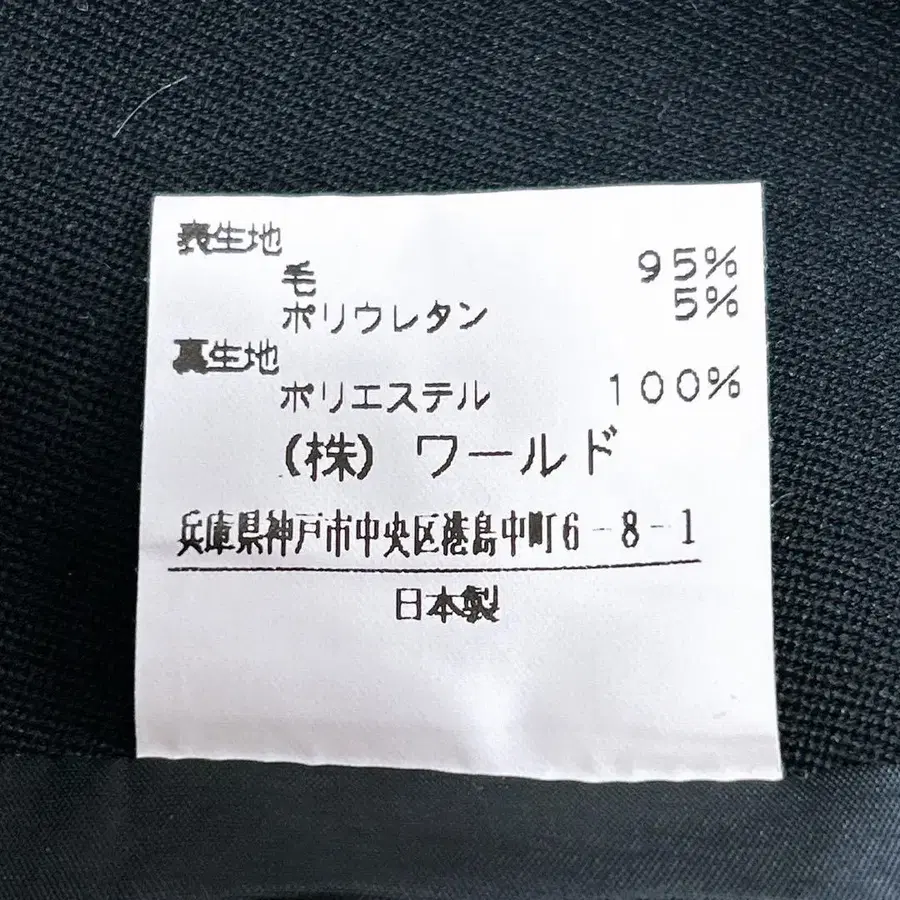 表生地
毛 95%
ポリウレタン 5%
裏生地
ポリエステル 100%
(株) ワールド
兵庫県神戸市中央区港島中町6-8-1
日本製